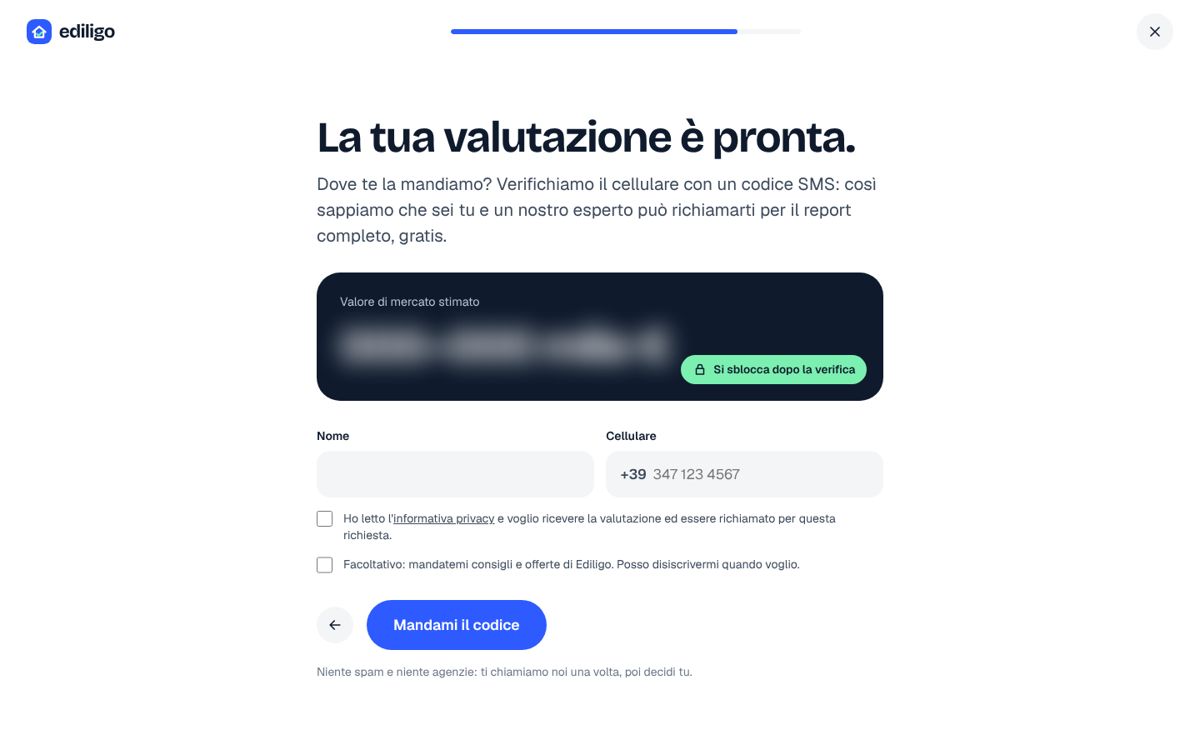 ediligo
La tua valutazione è pronta.
Dove te la mandiamo? Verifichiamo il cellulare con un codice SMS: così
sappiamo che sei tu e un nostro esperto può richiamarti per il report
completo, gratis.
Valore di mercato stimato
Si sblocca dopo la verifica
Nome
Cellulare
+39 347 123 4567
Ho letto l'informativa privacy e voglio ricevere la valutazione ed essere richiamato per questa
richiesta.
Facoltativo: mandatemi consigli e offerte di Ediligo. Posso disiscrivermi quando voglio.
Mandami il codice
Niente spam e niente agenzie: ti chiamiamo noi una volta, poi decidi tu.